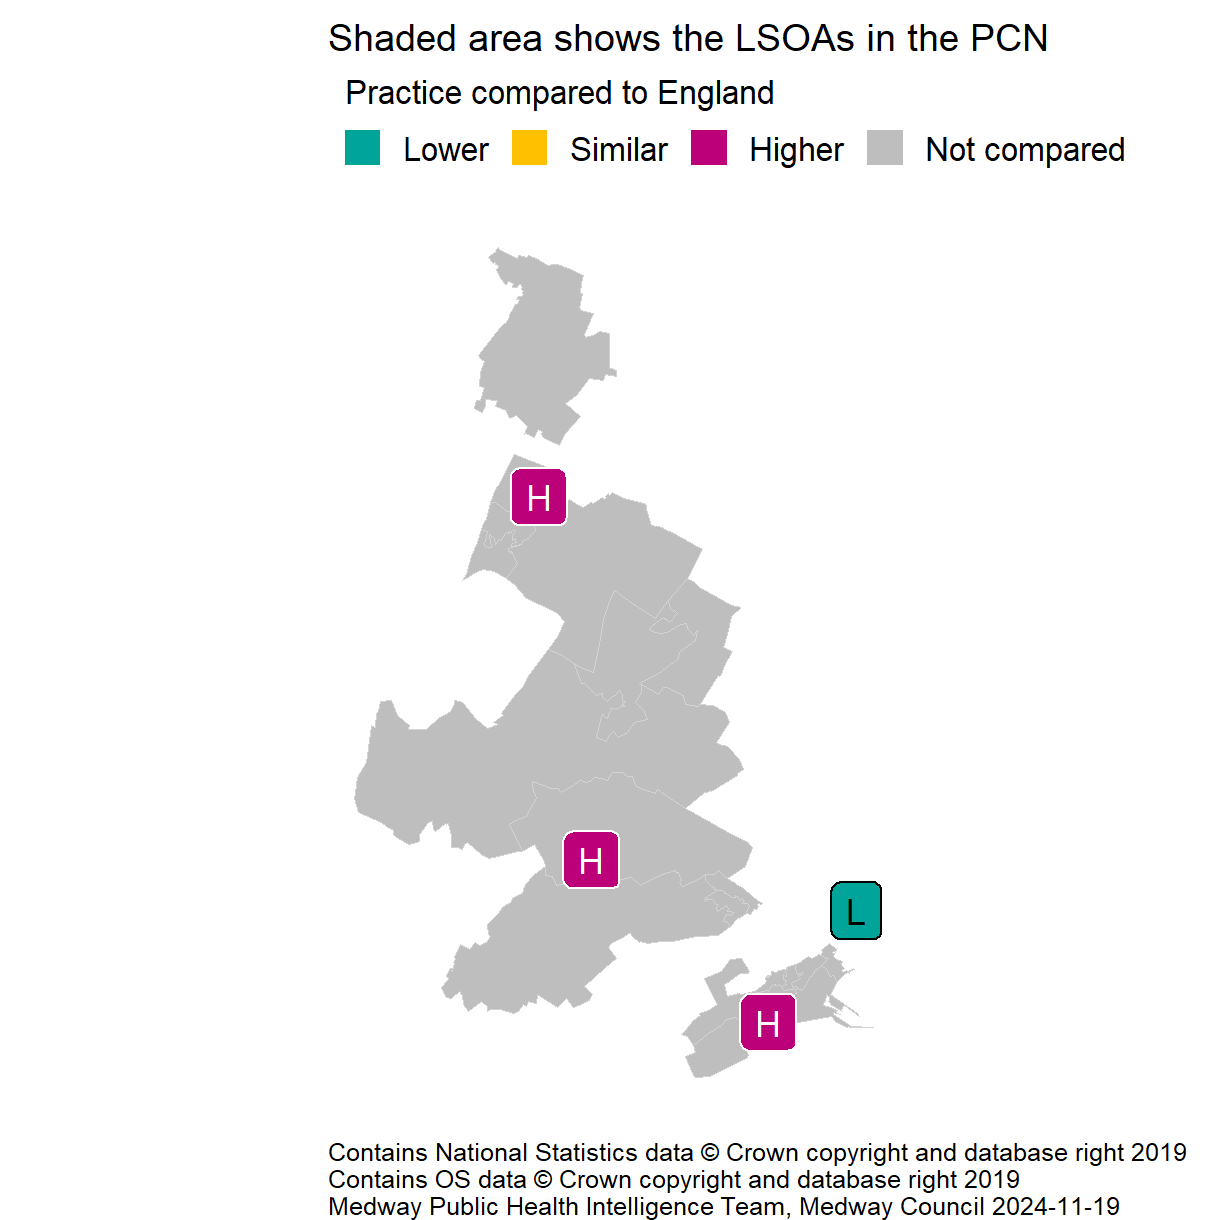 Shaded area shows the LSOAs in the PCN
Practice compared to England
Lower Similar Higher Not compared
H
H
L
H
Contains National Statistics data © Crown copyright and database right 2019
Contains OS data © Crown copyright and database right 2019
Medway Public Health Intelligence Team, Medway Council 2024-11-19